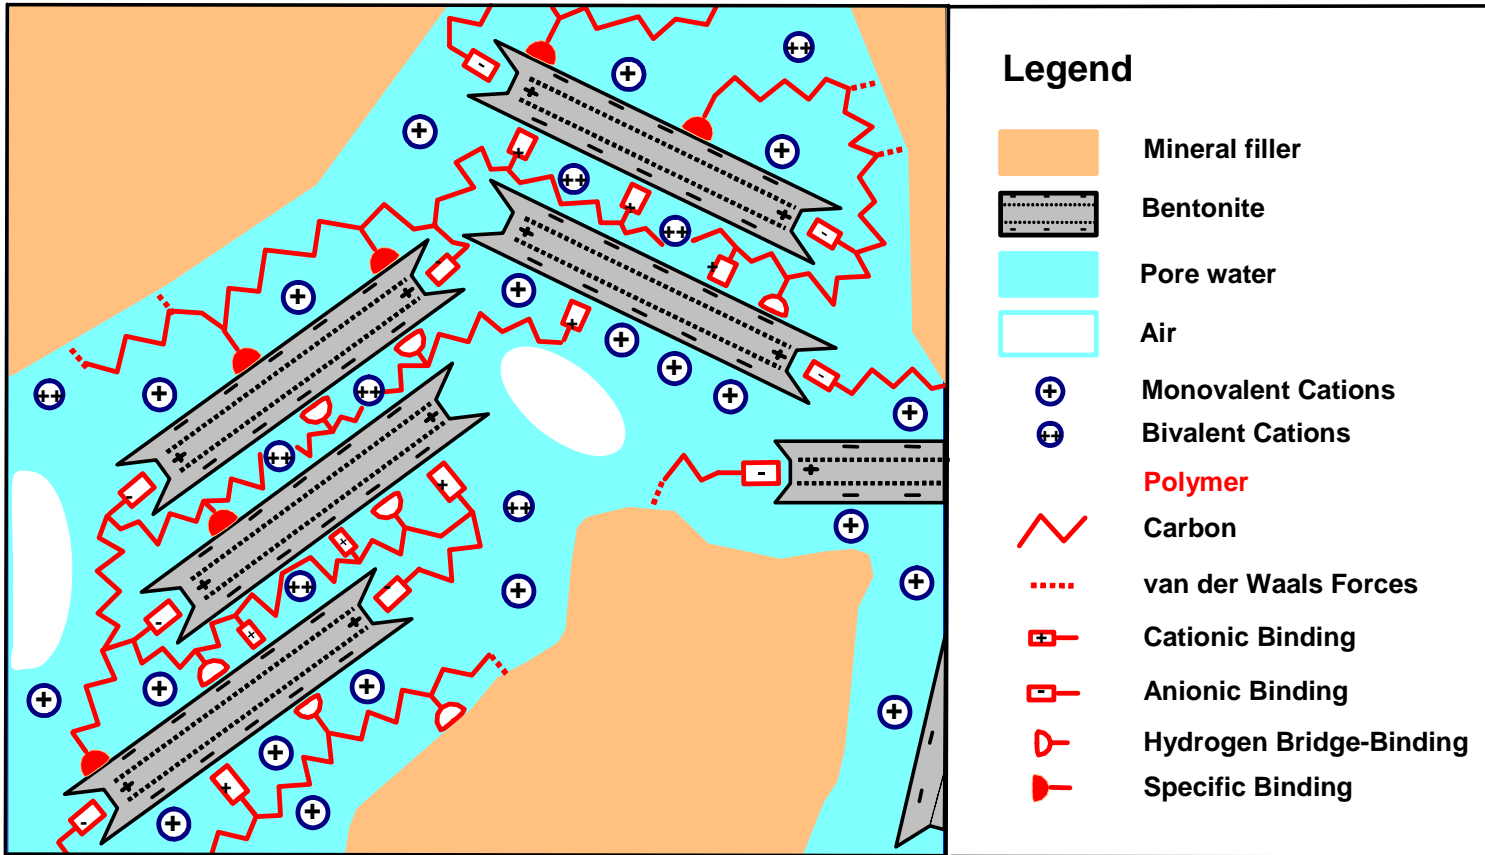 Legend
Mineral filler
Bentonite
Pore water
Air
Monovalent Cations
Bivalent Cations
Polymer
Carbon
van der Waals Forces
Cationic Binding
Anionic Binding
Hydrogen Bridge-Binding
Specific Binding